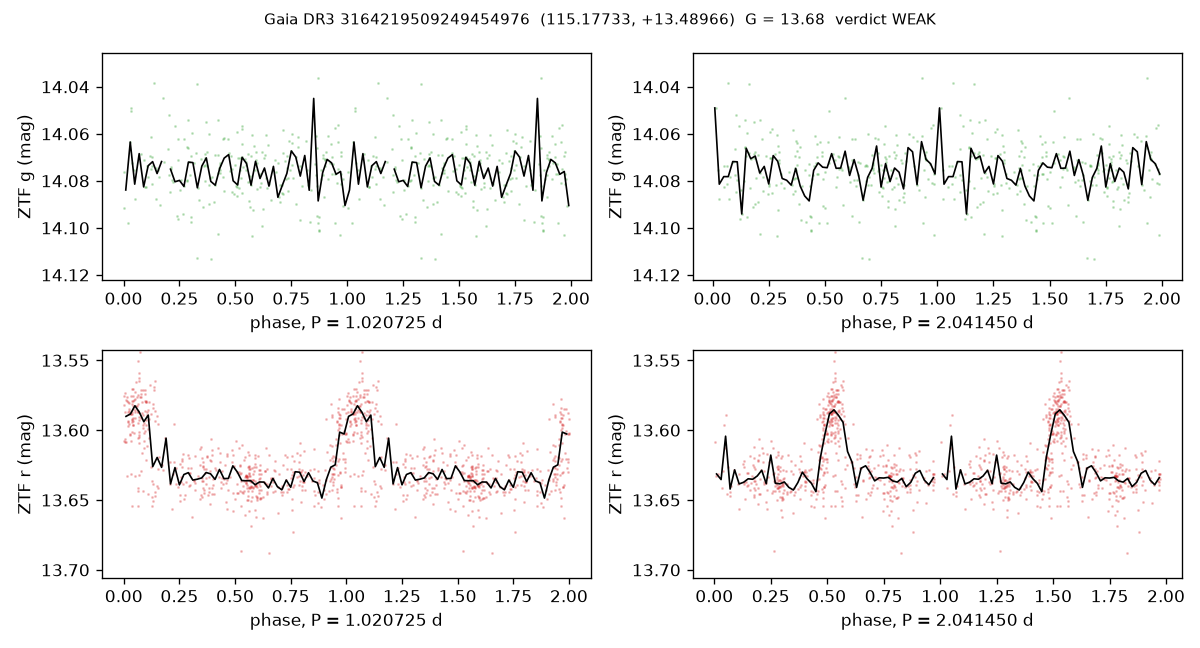 Gaia DR3 3164219509249454976  (115.17733, +13.48966)  G = 13.68  verdict WEAK
ZTF g (mag)
14.04
14.06
14.08
14.10
14.12
0.00 0.25 0.50 0.75 1.00 1.25 1.50 1.75 2.00
phase, P = 1.020725 d
ZTF g (mag)
14.04
14.06
14.08
14.10
14.12
0.00 0.25 0.50 0.75 1.00 1.25 1.50 1.75 2.00
phase, P = 2.041450 d
ZTF r (mag)
13.55
13.60
13.65
13.70
0.00 0.25 0.50 0.75 1.00 1.25 1.50 1.75 2.00
phase, P = 1.020725 d
ZTF r (mag)
13.55
13.60
13.65
13.70
0.00 0.25 0.50 0.75 1.00 1.25 1.50 1.75 2.00
phase, P = 2.041450 d